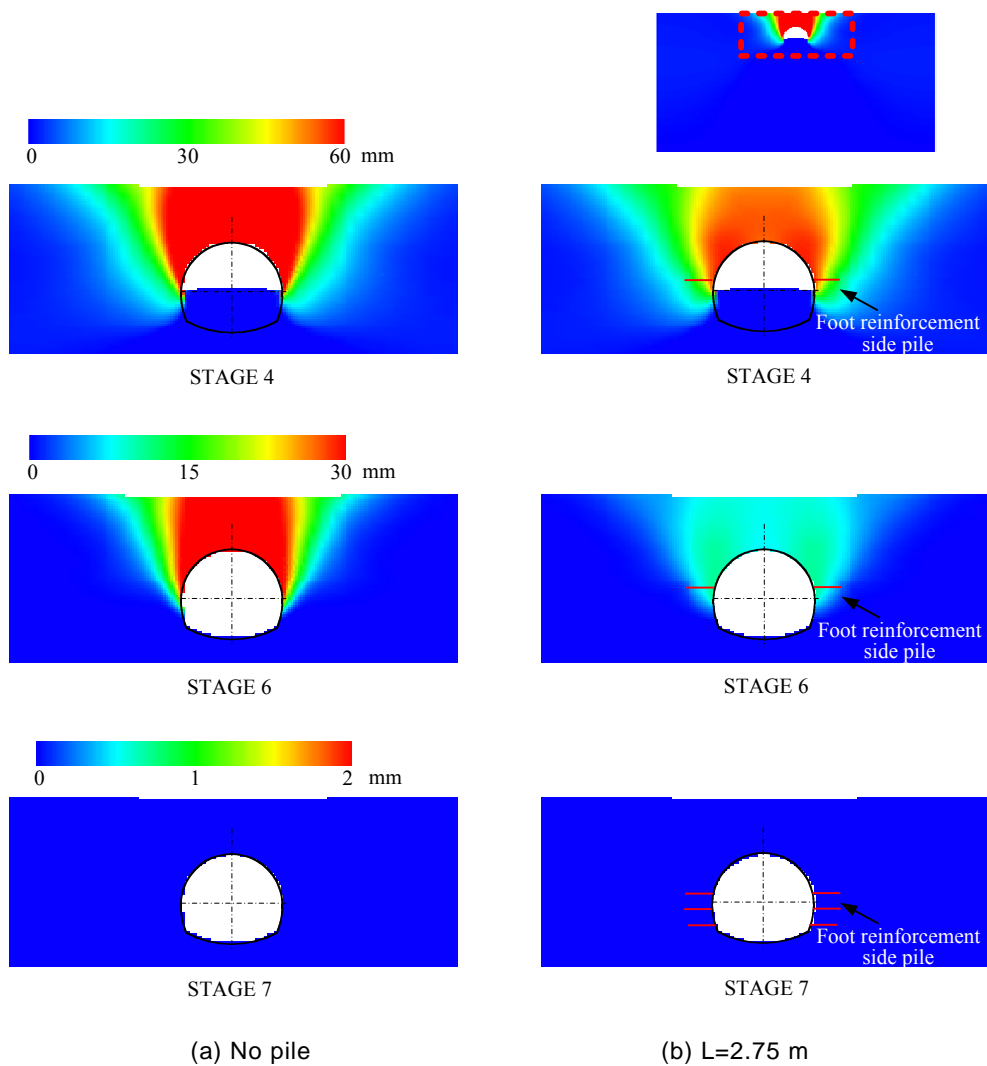 0 30 60 mm
STAGE 4
Foot reinforcement
side pile
STAGE 4
0 15 30 mm
STAGE 6
Foot reinforcement
side pile
STAGE 6
0 1 2 mm
STAGE 7
Foot reinforcement
side pile
STAGE 7
(a) No pile
(b) L=2.75 m